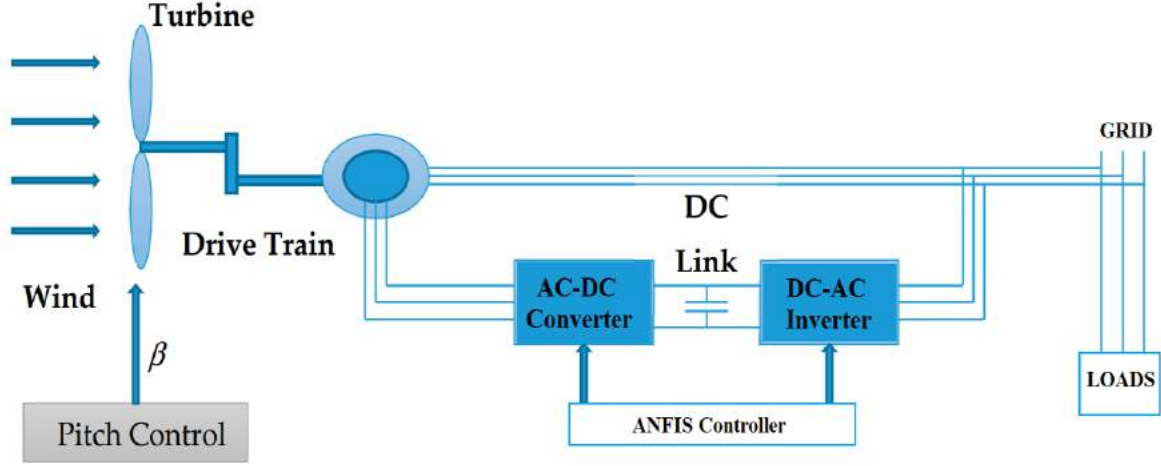 Turbine
GRID
DC
Drive Train
Link
Wind
AC-DC
Converter
DC-AC
Inverter
β
LOADS
Pitch Control
ANFIS Controller